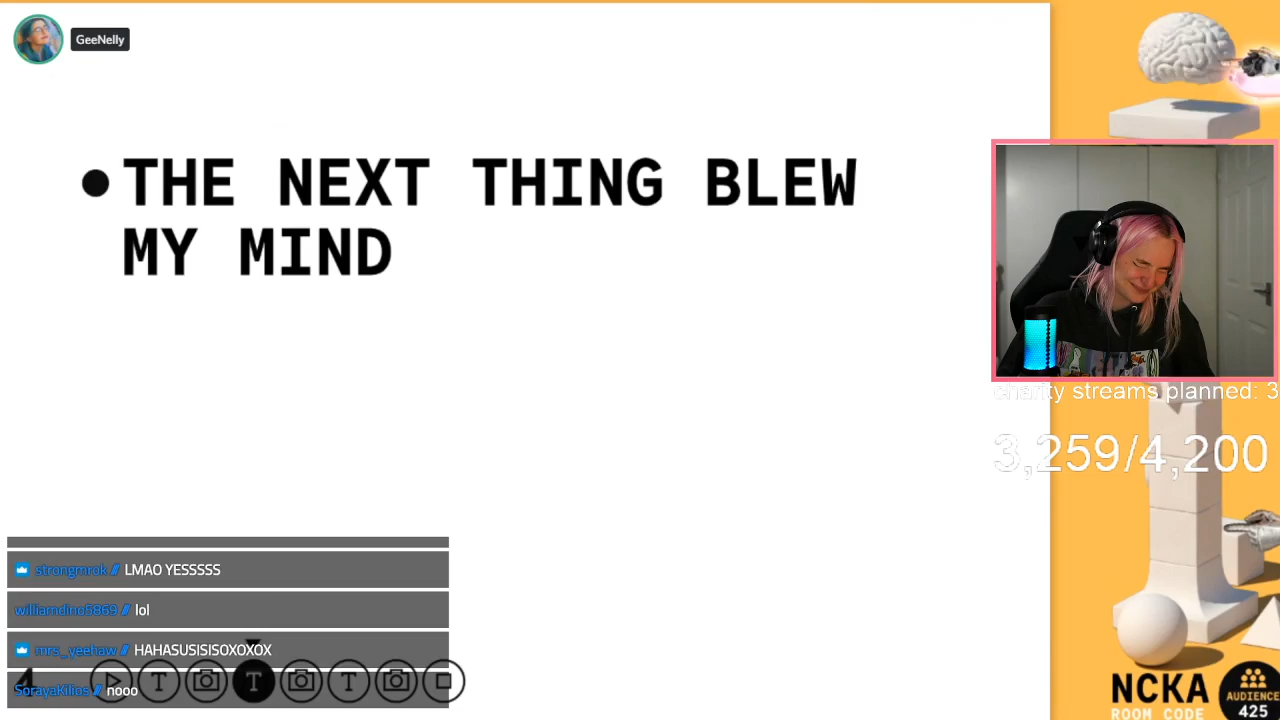 GeeNelly
• THE NEXT THING BLEW
MY MIND
charity streams planned: 3
3,259/4,200
strongmrok // LMAO YESSSSS
williamdino5869 // lol
mrs_yeehaw // HAHASUSISISOXOXOX
SorayaKilios // nooo
4
T
T
T
NCKA
ROOM CODE
AUDIENCE
425